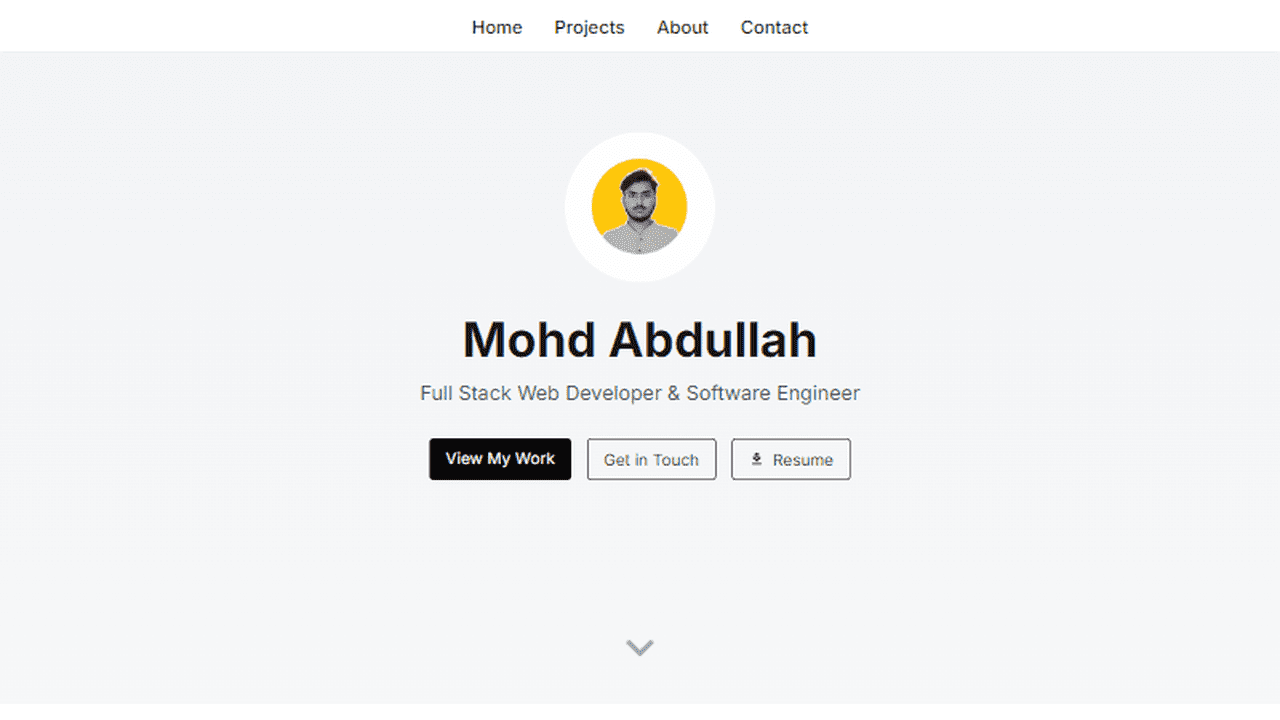 Home Projects About Contact
Mohd Abdullah
Full Stack Web Developer & Software Engineer
View My Work Get in Touch Resume